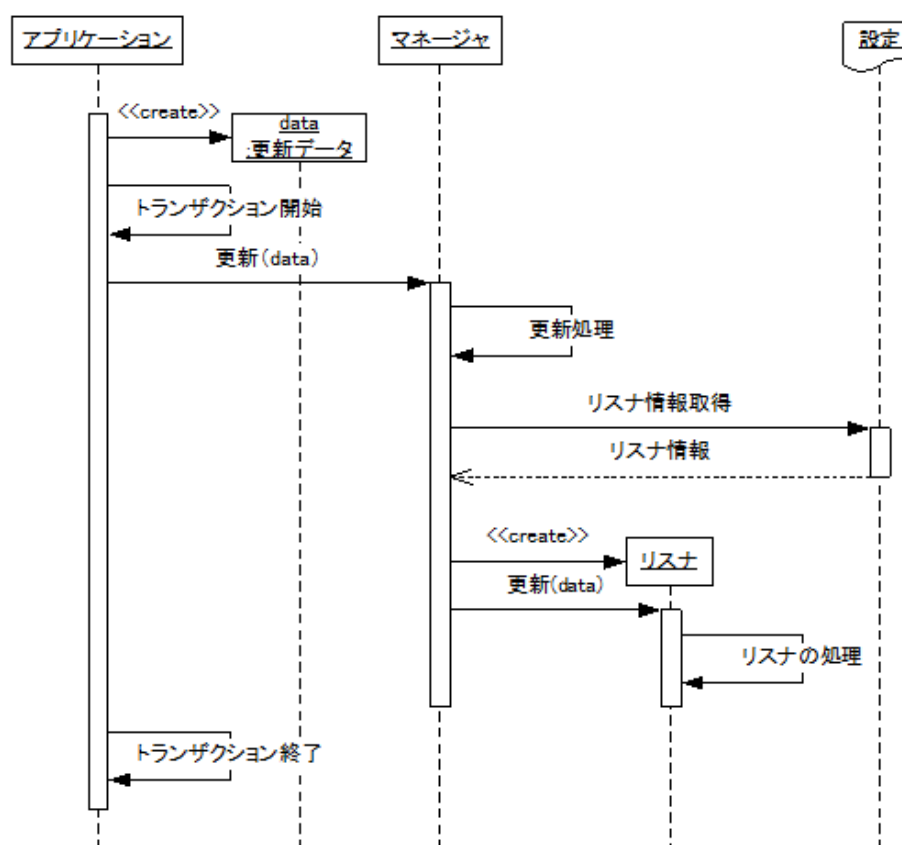 アプリケーション
マネージャ
設定
<<create>>
data
:更新データ
トランザクション開始
更新(data)
更新処理
リスナ情報取得
リスナ情報
<<create>>
リスナ
更新(data)
リスナの処理
トランザクション終了